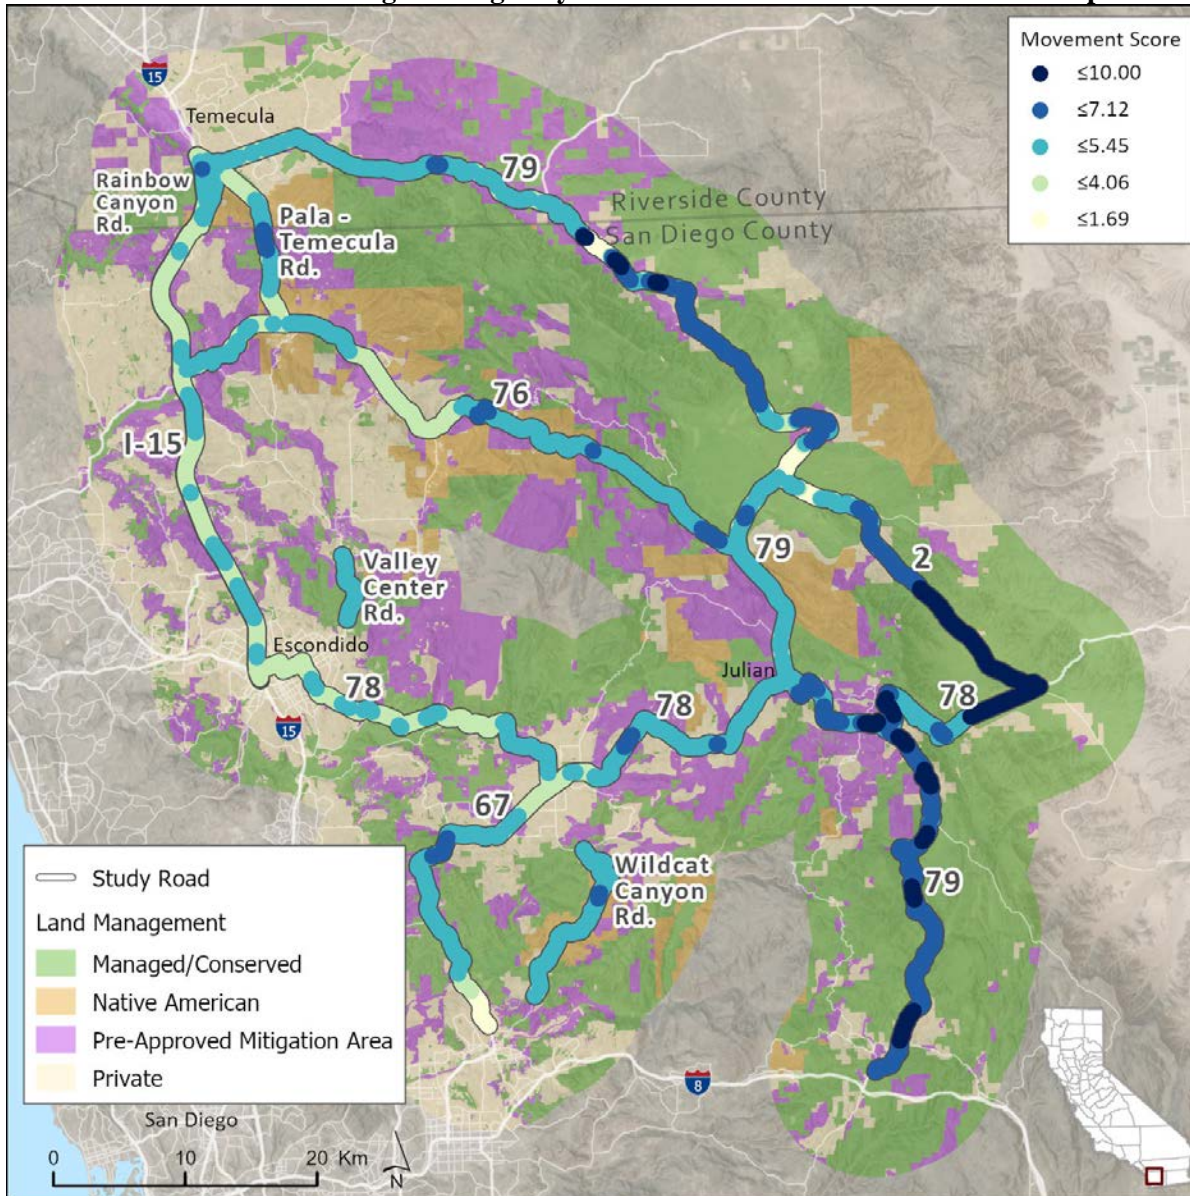 15
Temecula
Rainbow
Canyon
Rd.
Pala -
Temecula
Rd.
79
Riverside County
San Diego County
Movement Score
≤10.00
≤7.12
≤5.45
≤4.06
≤1.69
76
I-15
79
2
Valley
Center
Rd.
Escondido
78
15
Julian
78
78
67
Wildcat
Canyon
Rd.
79
8
Study Road
Land Management
Managed/Conserved
Native American
Pre-Approved Mitigation Area
Private
San Diego
0 10 20 Km
N